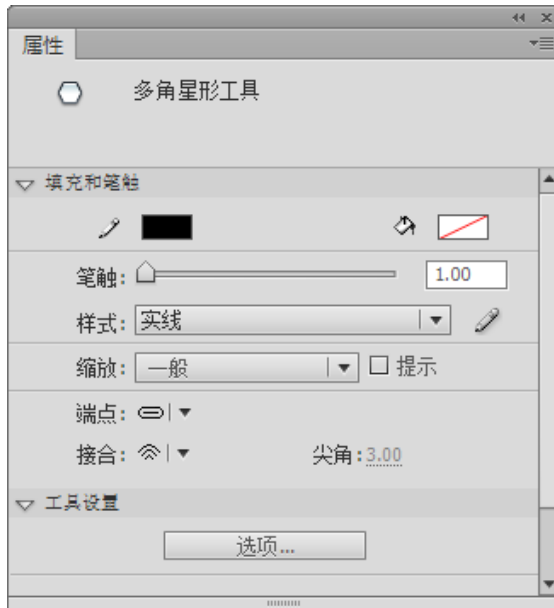 属性
多角星形工具
填充和笔触
笔触: 1.00
样式: 实线
缩放: 一般 提示
端点:
接合: 尖角: 3.00
工具设置
选项...